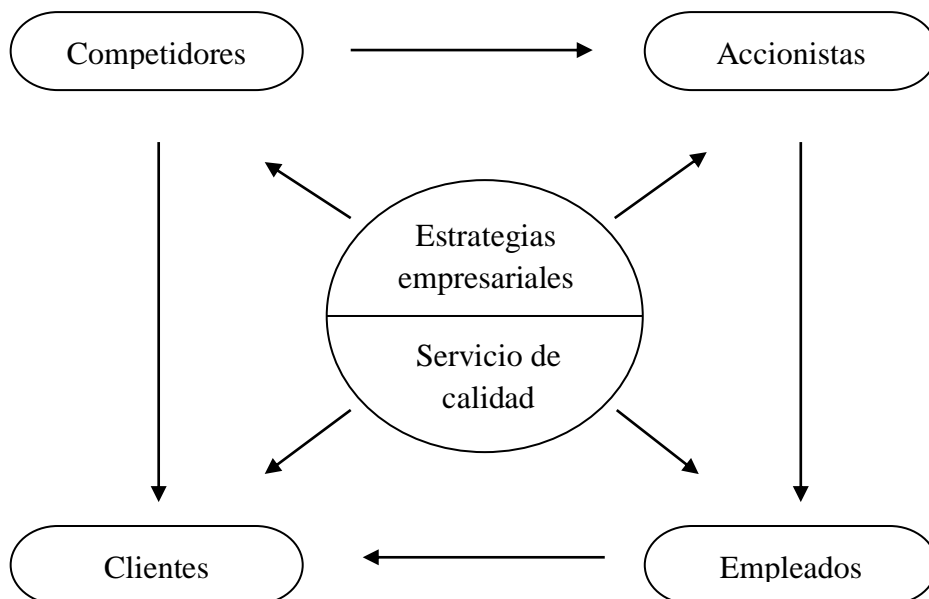 Competidores
Accionistas
Estrategias
empresariales
Servicio de
calidad
Clientes
Empleados